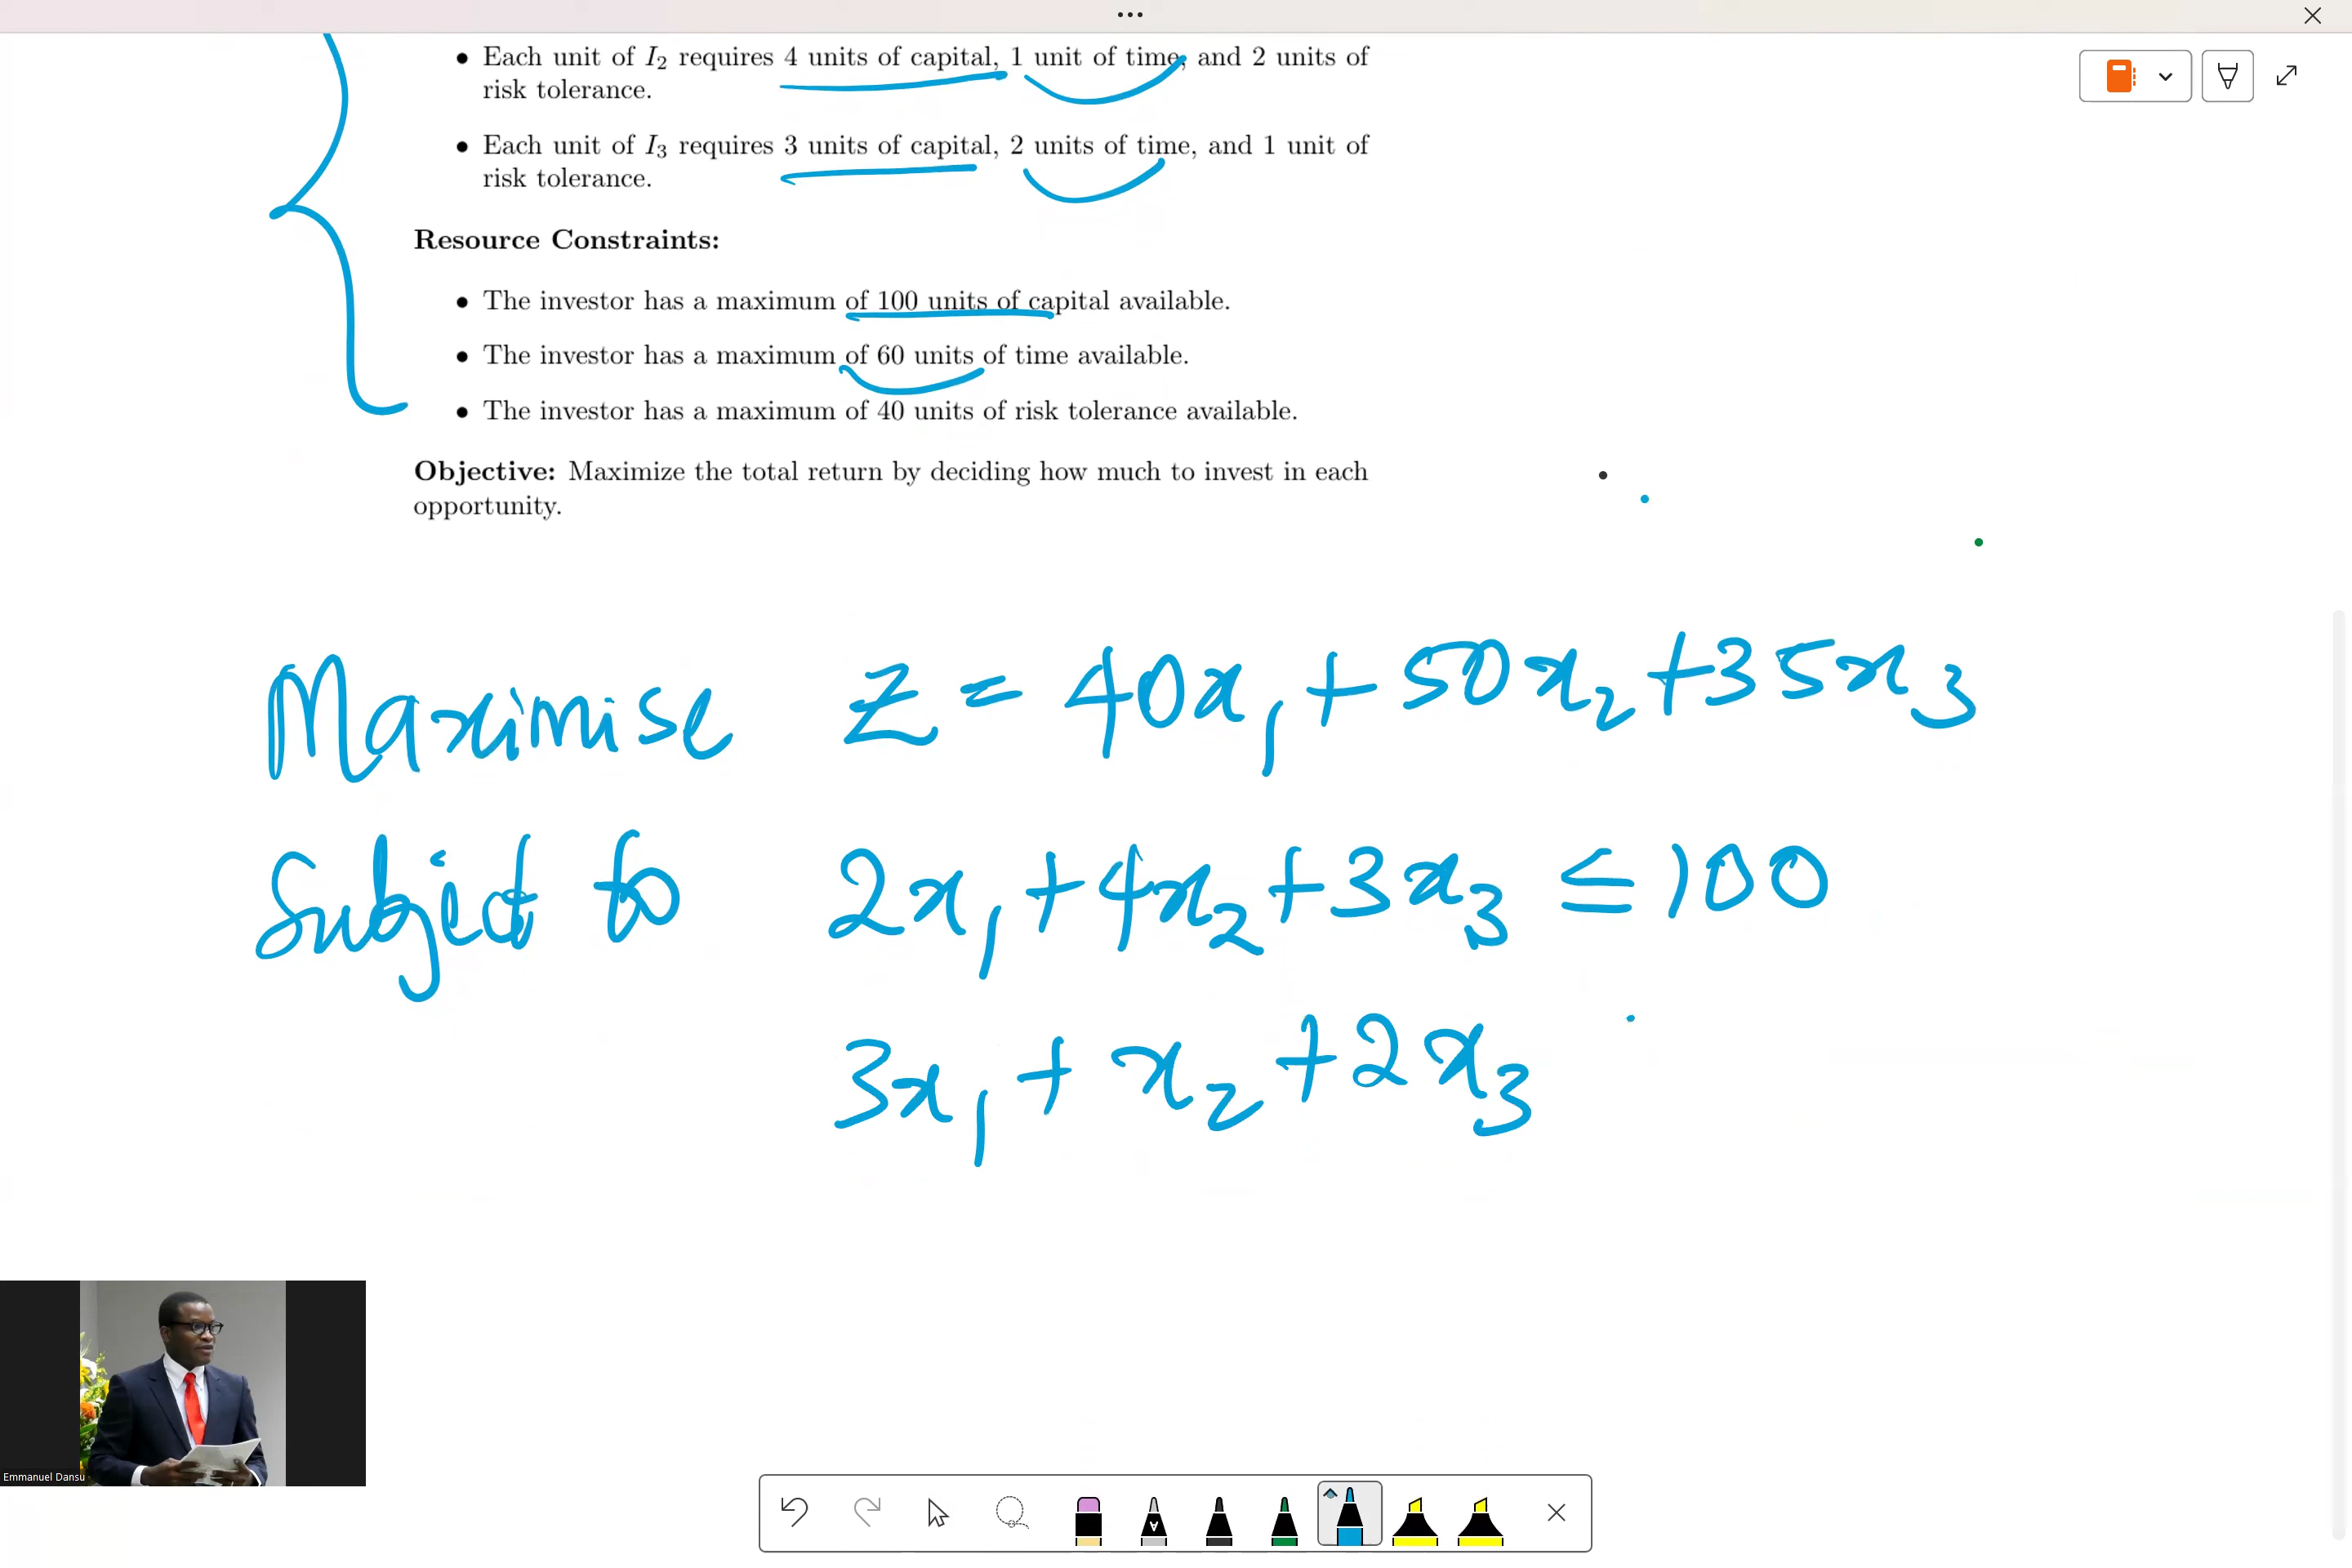 • Each unit of I₂ requires 4 units of capital, 1 unit of time, and 2 units of
risk tolerance.
• Each unit of I₃ requires 3 units of capital, 2 units of time, and 1 unit of
risk tolerance.
Resource Constraints:
• The investor has a maximum of 100 units of capital available.
• The investor has a maximum of 60 units of time available.
• The investor has a maximum of 40 units of risk tolerance available.
Objective: Maximize the total return by deciding how much to invest in each
opportunity.
Maximise Z = 40x₁ + 50x₂ + 35x₃
Subject to 2x₁ + 4x₂ + 3x₃ ≤ 100
3x₁ + x₂ + 2x₃
Emmanuel Dansu